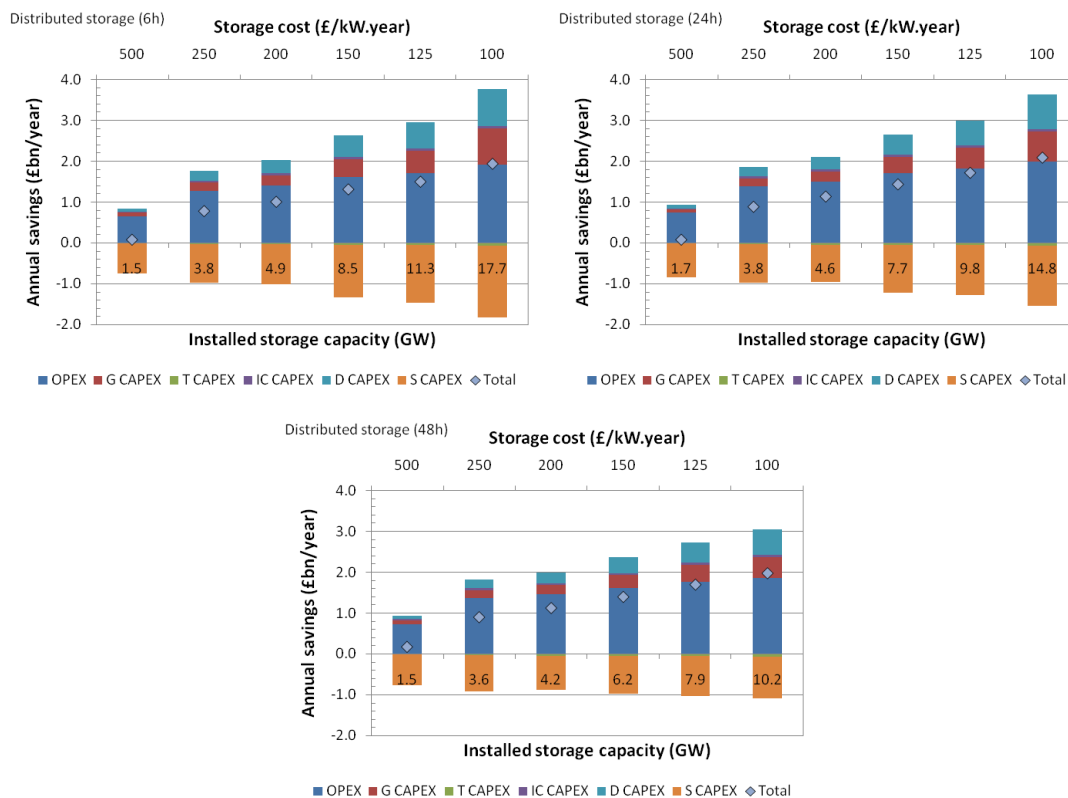 Distributed storage (6h)
Storage cost (£/kW.year)
500 250 200 150 125 100
Annual savings (£bn/year)
4.0
3.0
2.0
1.0
0.0
-1.0
-2.0
1.5 3.8 4.9 8.5 11.3 17.7
Installed storage capacity (GW)
OPEX G CAPEX T CAPEX IC CAPEX D CAPEX S CAPEX Total
Distributed storage (24h)
Storage cost (£/kW.year)
500 250 200 150 125 100
Annual savings (£bn/year)
4.0
3.0
2.0
1.0
0.0
-1.0
-2.0
1.7 3.8 4.6 7.7 9.8 14.8
Installed storage capacity (GW)
OPEX G CAPEX T CAPEX IC CAPEX D CAPEX S CAPEX Total
Distributed storage (48h)
Storage cost (£/kW.year)
500 250 200 150 125 100
Annual savings (£bn/year)
4.0
3.0
2.0
1.0
0.0
-1.0
-2.0
1.5 3.6 4.2 6.2 7.9 10.2
Installed storage capacity (GW)
OPEX G CAPEX T CAPEX IC CAPEX D CAPEX S CAPEX Total